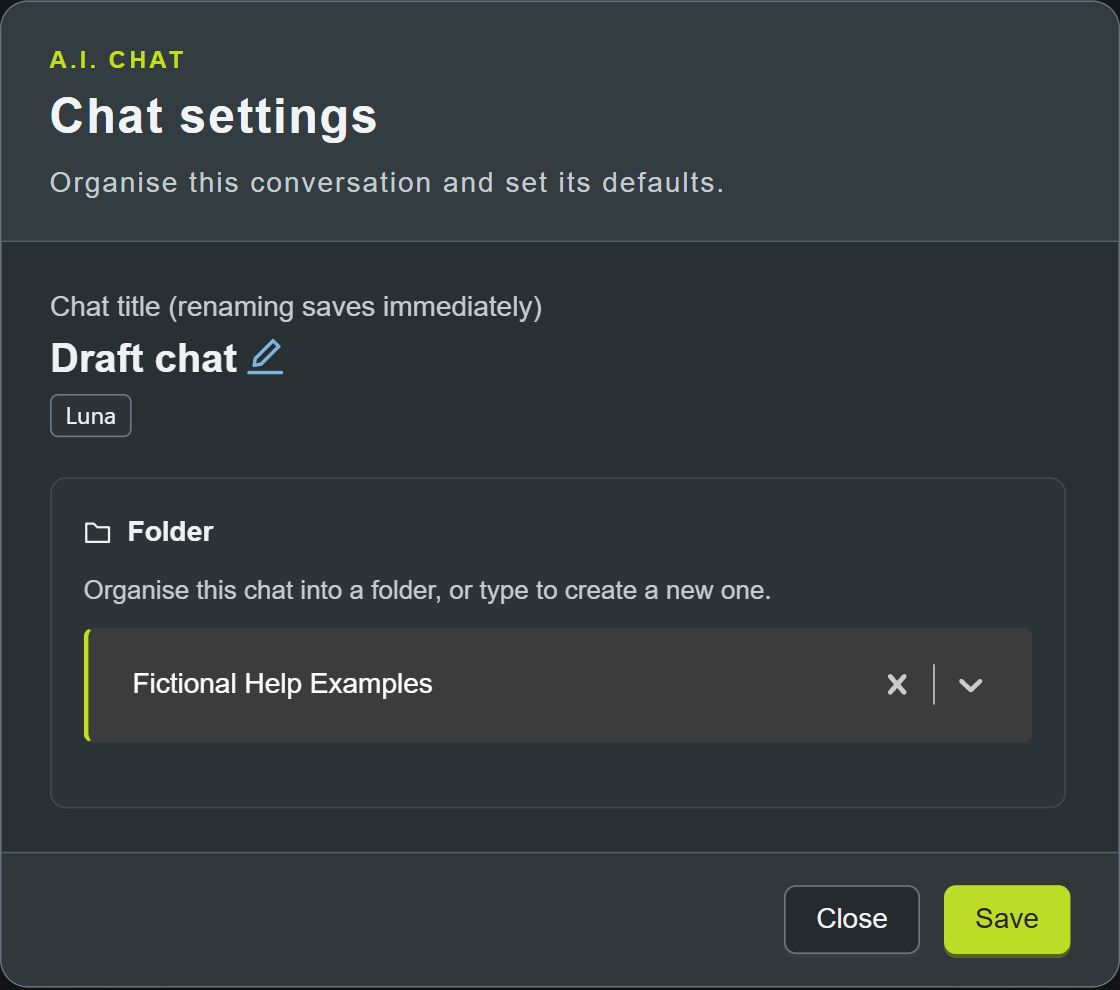 A.I. CHAT
Chat settings
Organise this conversation and set its defaults.
Chat title (renaming saves immediately)
Draft chat
Luna
Folder
Organise this chat into a folder, or type to create a new one.
Fictional Help Examples
Close
Save